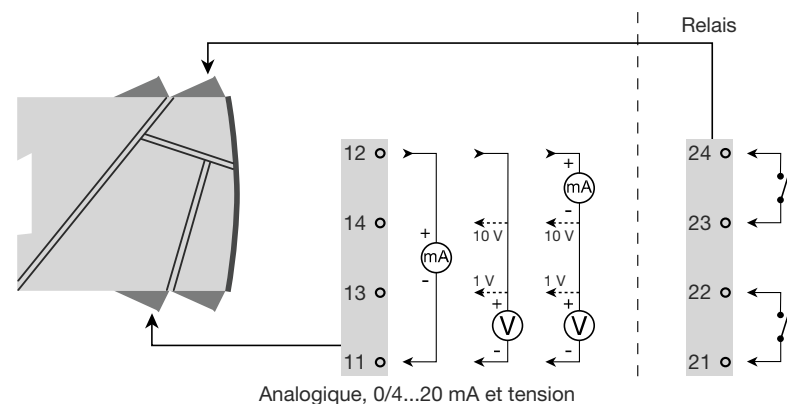 Relais
12 + 24
mA
+ -
14 10 V 10 V 23
mA
-
13 1 V 1 V 22
+ +
V V
11 - - 21
Analogique, 0/4...20 mA et tension